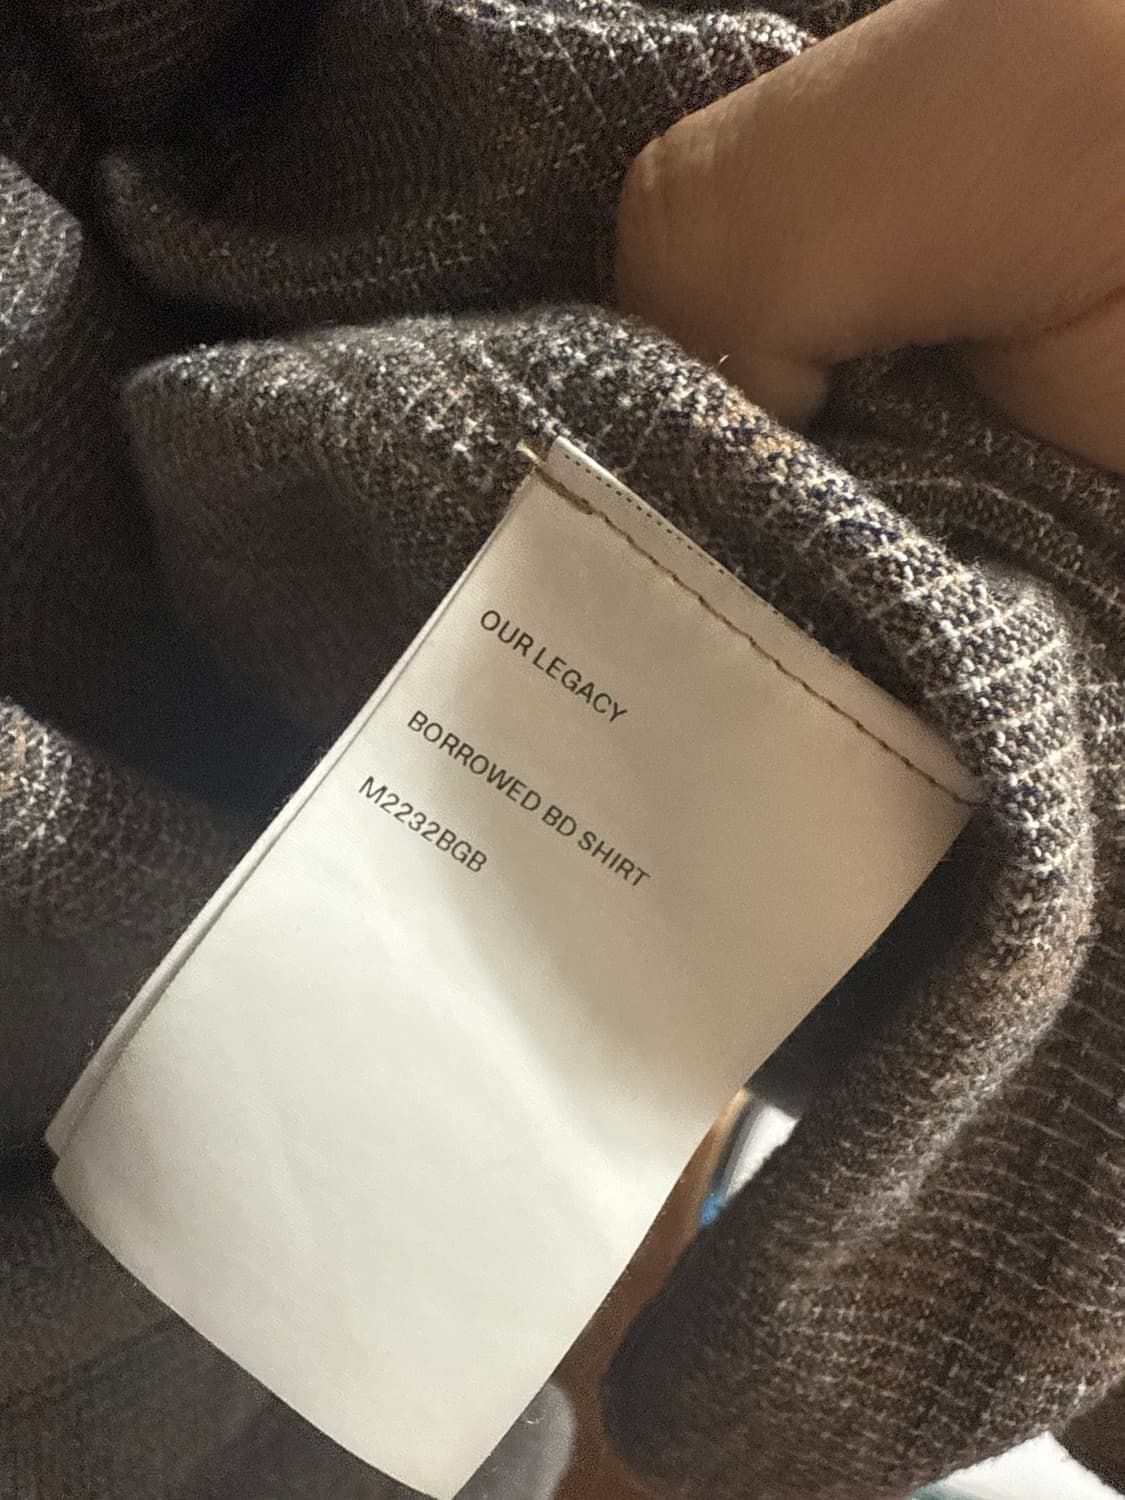 OUR LEGACY
BORROWED BD SHIRT
M2232BGB